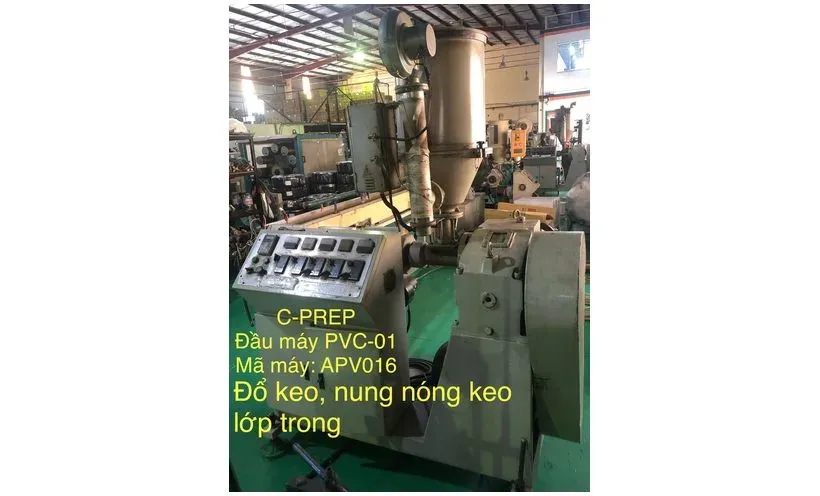 C-PREP
Đầu máy PVC-01
Mã máy: APV016
Đổ keo, nung nóng keo
lớp trong